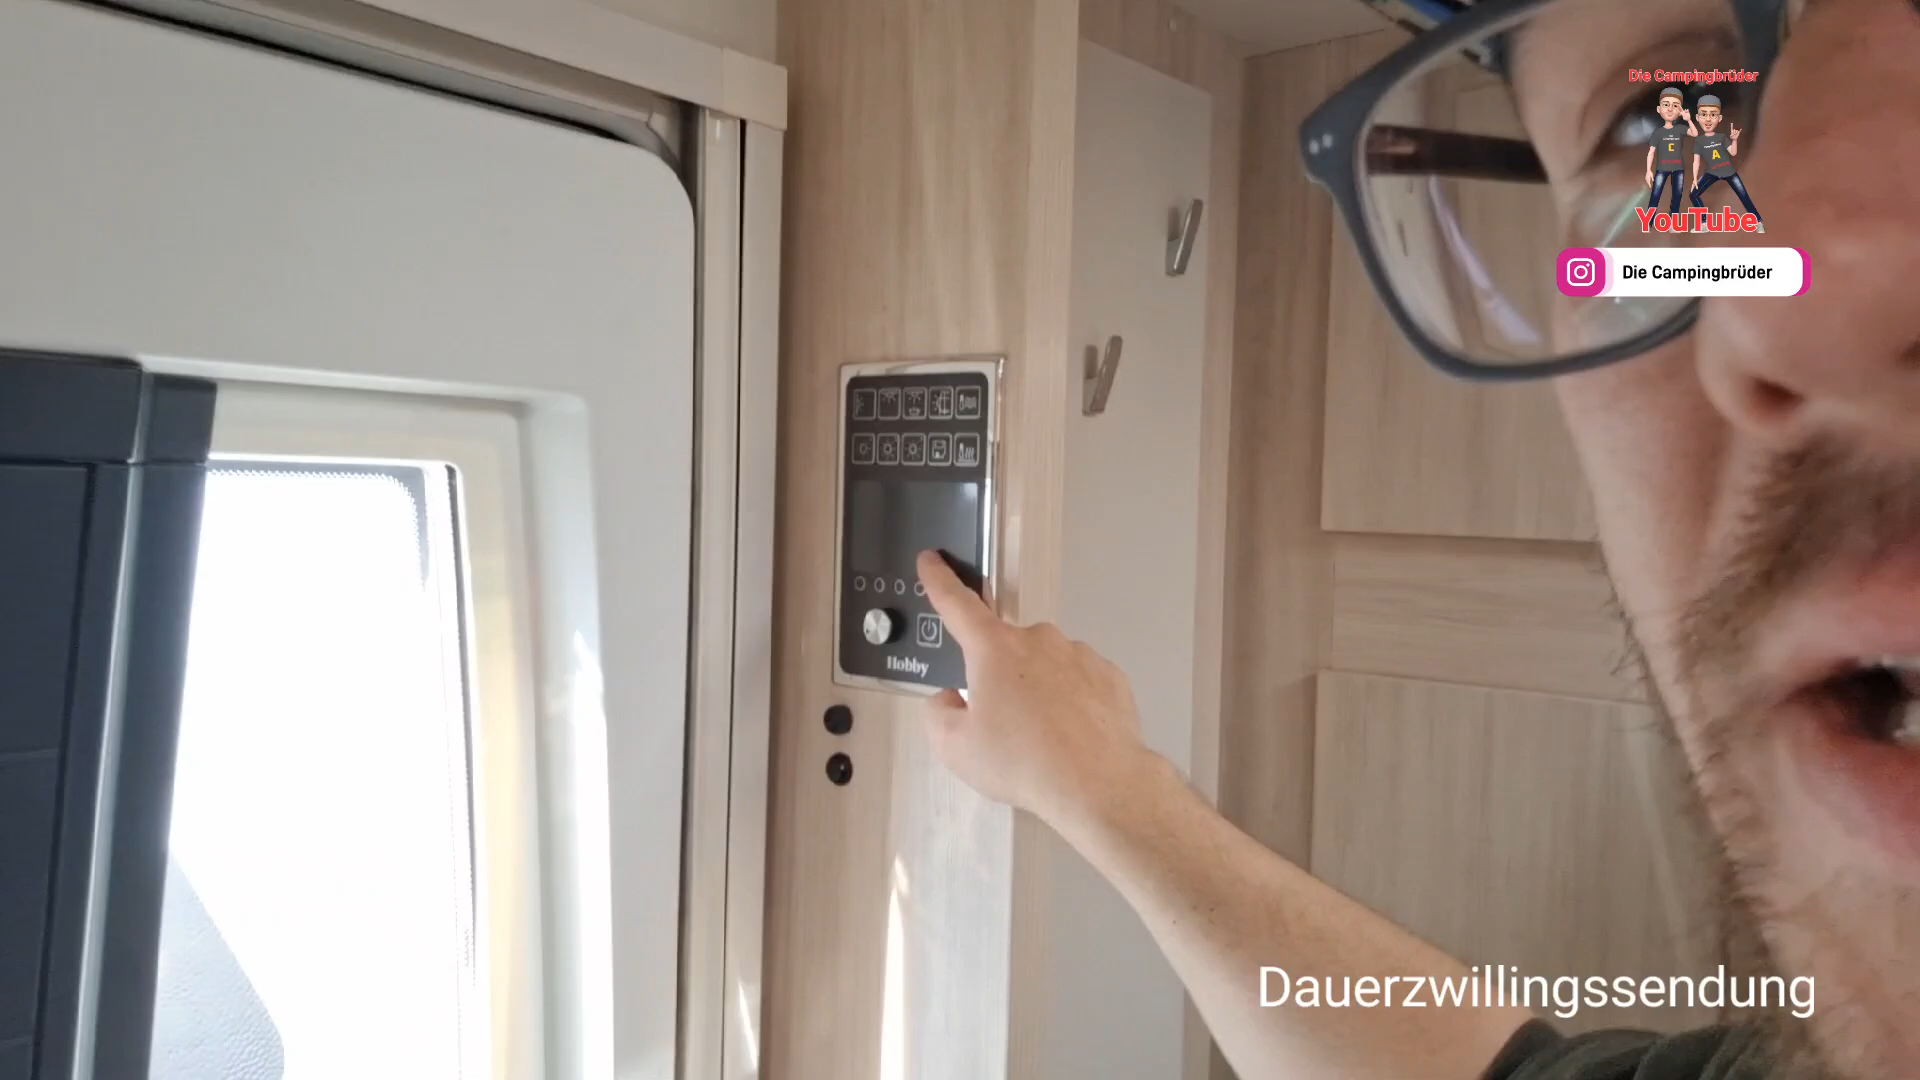 Die Campingbrüder
C
A
YouTube
Die Campingbrüder
Hobby
Dauerzwillingssendung